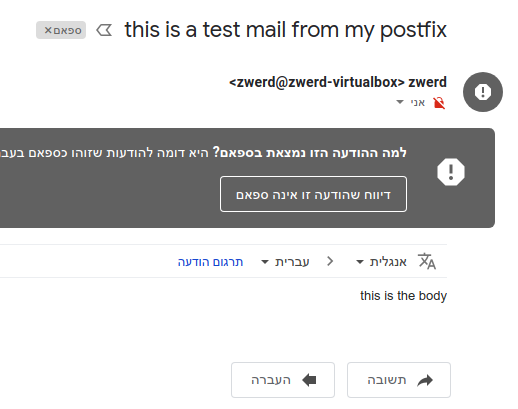 this is a test mail from my postfix ספאם ×
zwerd <zwerd@zwerd-virtualbox>
אני
למה ההודעה הזו נמצאת בספאם? היא דומה להודעות שזוהו כספאם בעבר
דיווח שהודעה זו אינה ספאם
אנגלית עברית תרגום הודעה
this is the body
תשובה העברה